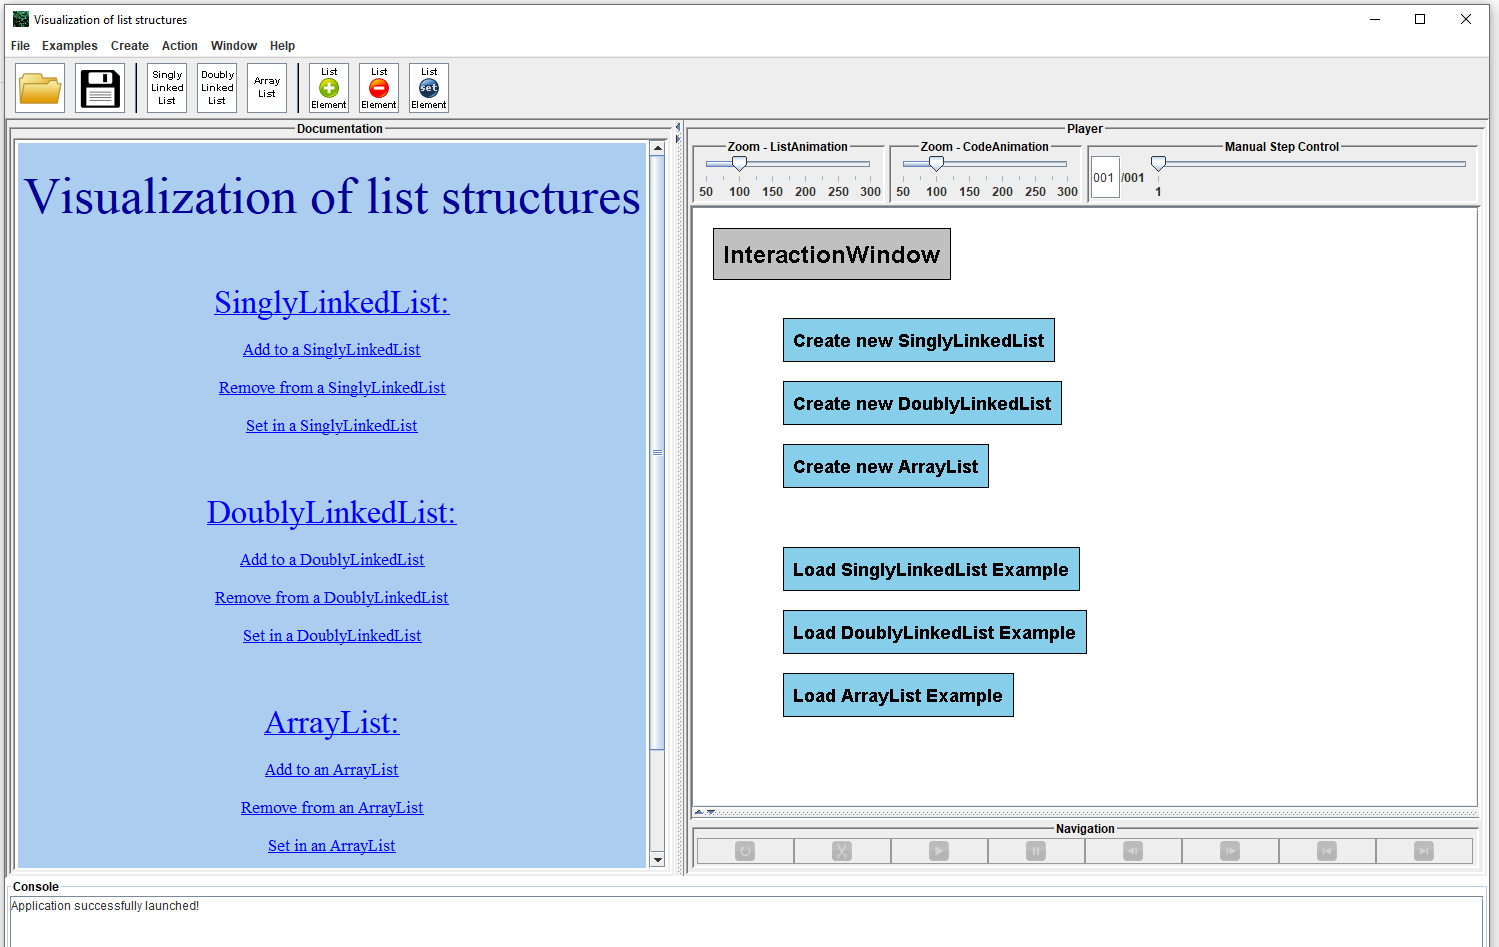 Visualization of list structures
File Examples Create Action Window Help
Singly
Linked
List
Doubly
Linked
List
Array
List
List
Element
List
Element
List
set
Element
Documentation
Visualization of list structures
SinglyLinkedList:
Add to a SinglyLinkedList
Remove from a SinglyLinkedList
Set in a SinglyLinkedList
DoublyLinkedList:
Add to a DoublyLinkedList
Remove from a DoublyLinkedList
Set in a DoublyLinkedList
ArrayList:
Add to an ArrayList
Remove from an ArrayList
Set in an ArrayList
Player
Zoom - ListAnimation
50 100 150 200 250 300
Zoom - CodeAnimation
50 100 150 200 250 300
Manual Step Control
001 /001
1
InteractionWindow
Create new SinglyLinkedList
Create new DoublyLinkedList
Create new ArrayList
Load SinglyLinkedList Example
Load DoublyLinkedList Example
Load ArrayList Example
Navigation
Console
Application successfully launched!